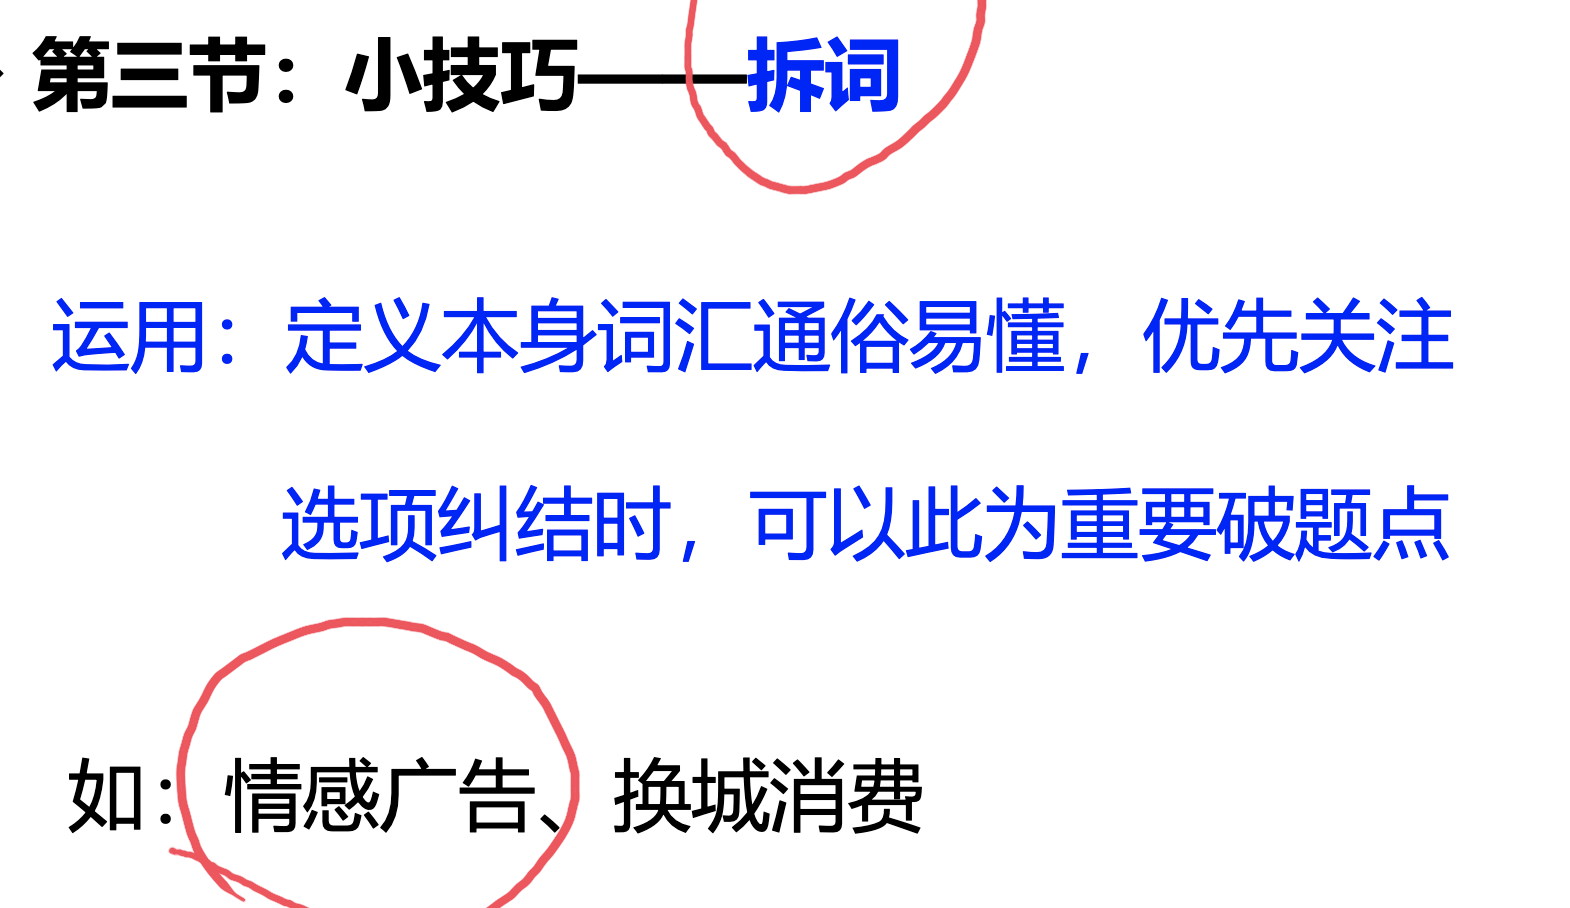 第三节：小技巧——拆词
运用：定义本身词汇通俗易懂，优先关注
选项纠结时，可以此为重要破题点
如：情感广告、换城消费